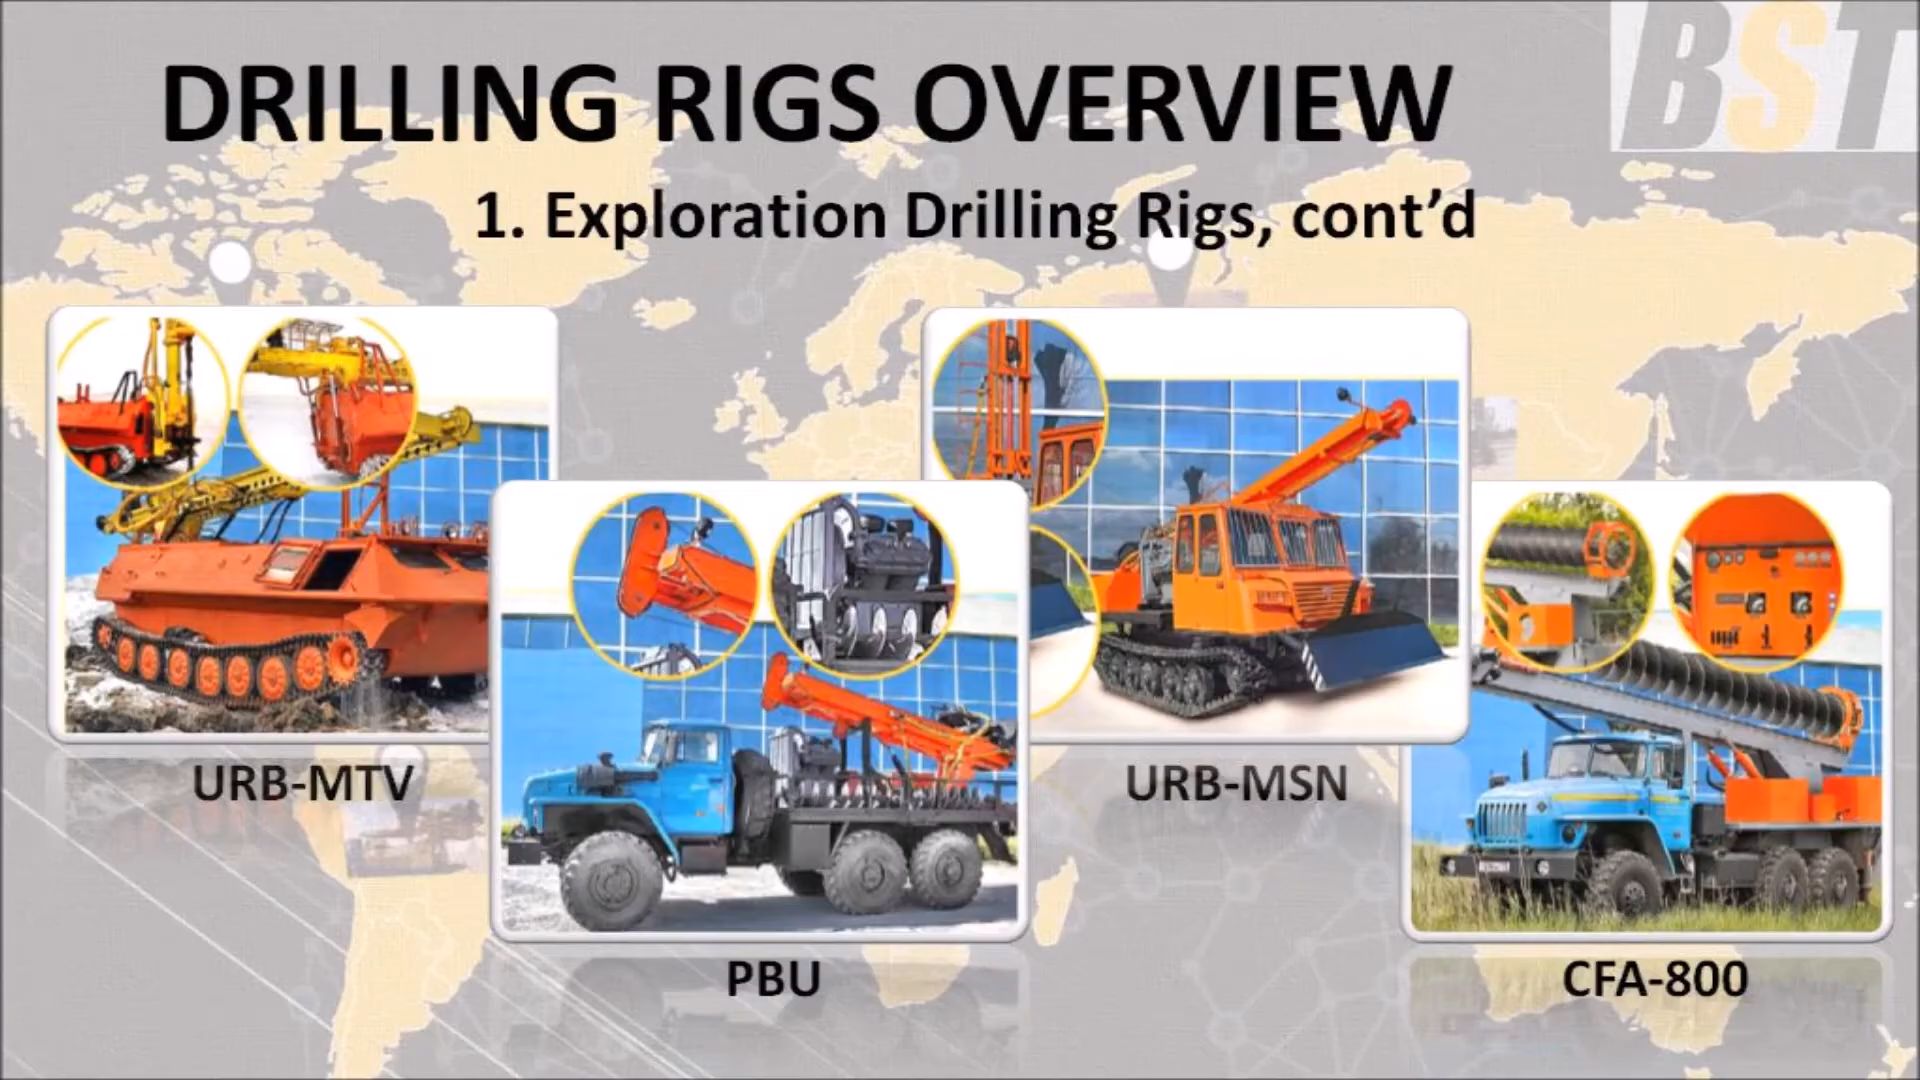 BST
DRILLING RIGS OVERVIEW
1. Exploration Drilling Rigs, cont’d
URB-MTV
URB-MSN
PBU
CFA-800